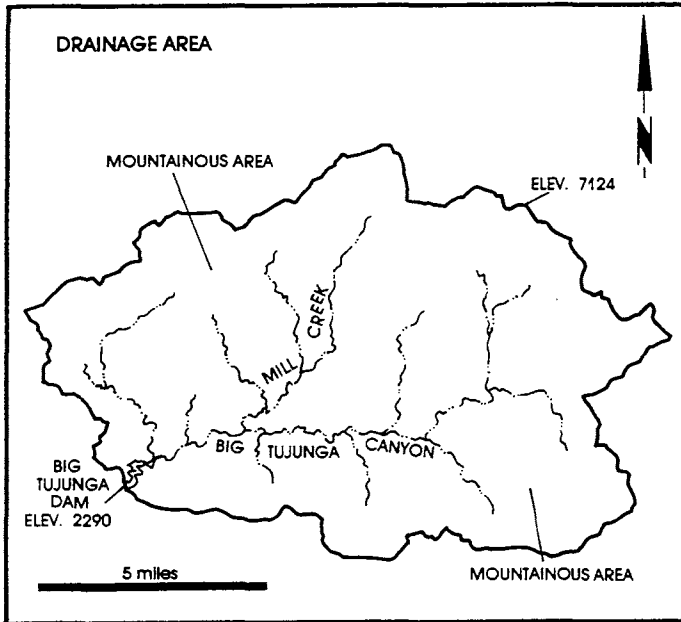 DRAINAGE AREA
N
MOUNTAINOUS AREA
ELEV. 7124
MILL CREEK
BIG TUJUNGA CANYON
BIG
TUJUNGA
DAM
ELEV. 2290
5 miles
MOUNTAINOUS AREA